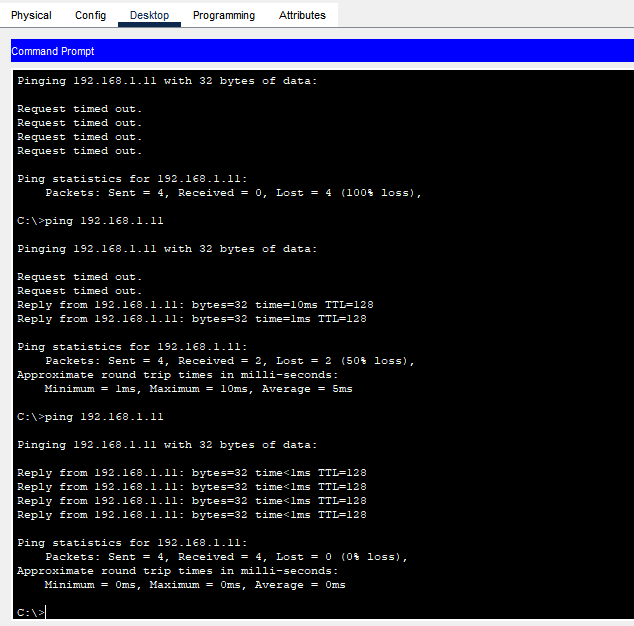 Physical Config Desktop Programming Attributes
Command Prompt
Pinging 192.168.1.11 with 32 bytes of data:
Request timed out.
Request timed out.
Request timed out.
Request timed out.
Ping statistics for 192.168.1.11:
    Packets: Sent = 4, Received = 0, Lost = 4 (100% loss),
C:\>ping 192.168.1.11
Pinging 192.168.1.11 with 32 bytes of data:
Request timed out.
Request timed out.
Reply from 192.168.1.11: bytes=32 time=10ms TTL=128
Reply from 192.168.1.11: bytes=32 time=1ms TTL=128
Ping statistics for 192.168.1.11:
    Packets: Sent = 4, Received = 2, Lost = 2 (50% loss),
Approximate round trip times in milli-seconds:
    Minimum = 1ms, Maximum = 10ms, Average = 5ms
C:\>ping 192.168.1.11
Pinging 192.168.1.11 with 32 bytes of data:
Reply from 192.168.1.11: bytes=32 time<1ms TTL=128
Reply from 192.168.1.11: bytes=32 time<1ms TTL=128
Reply from 192.168.1.11: bytes=32 time<1ms TTL=128
Reply from 192.168.1.11: bytes=32 time<1ms TTL=128
Ping statistics for 192.168.1.11:
    Packets: Sent = 4, Received = 4, Lost = 0 (0% loss),
Approximate round trip times in milli-seconds:
    Minimum = 0ms, Maximum = 0ms, Average = 0ms
C:\>